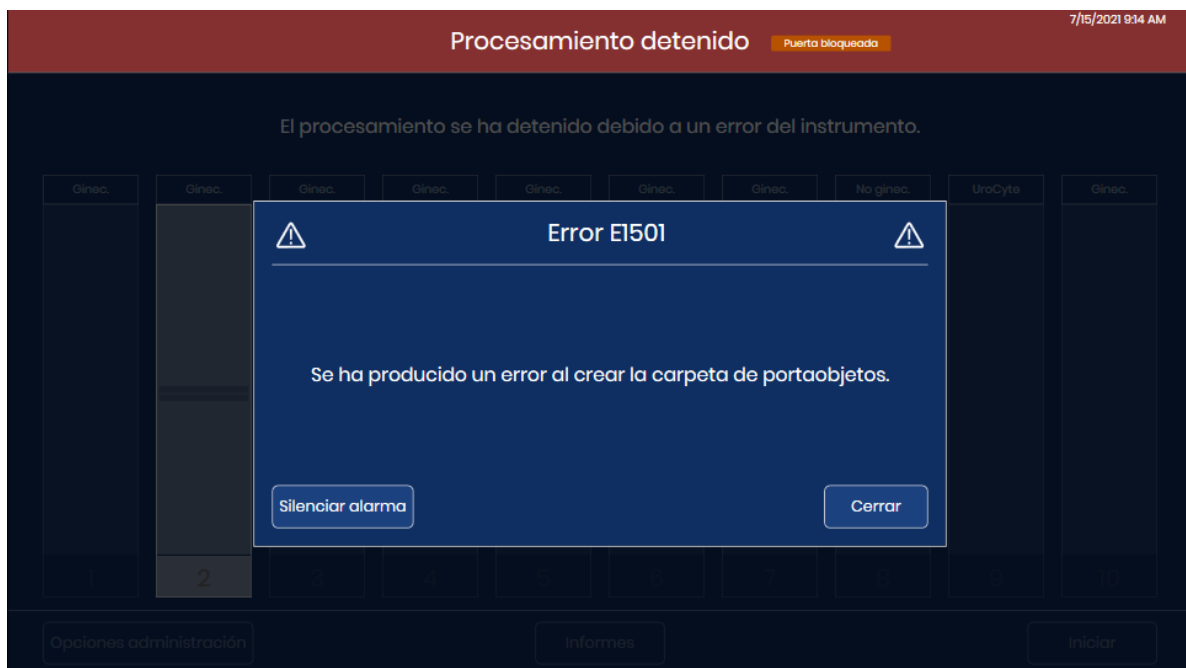 7/15/2021 9:14 AM
Procesamiento detenido Puerta bloqueada
El procesamiento se ha detenido debido a un error del instrumento.
Ginec. Ginec. Ginec. Ginec. Ginec. Ginec. Ginec. No ginec. UroCyte Ginec.
Error E1501
Se ha producido un error al crear la carpeta de portaobjetos.
Silenciar alarma Cerrar
1 2 3 4 5 6 7 8 9 10
Opciones administración Informes Iniciar